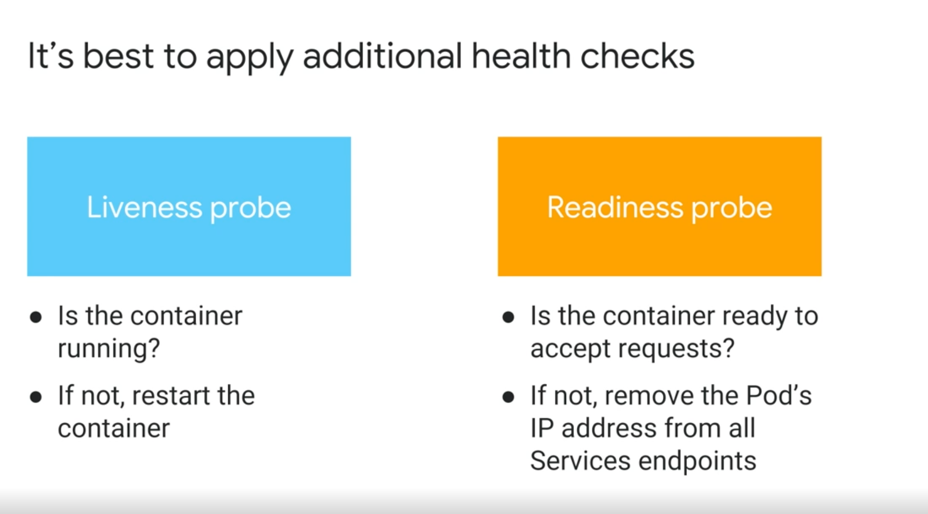 It's best to apply additional health checks
Liveness probe
● Is the container
running?
● If not, restart the
container
Readiness probe
● Is the container ready to
accept requests?
● If not, remove the Pod's
IP address from all
Services endpoints